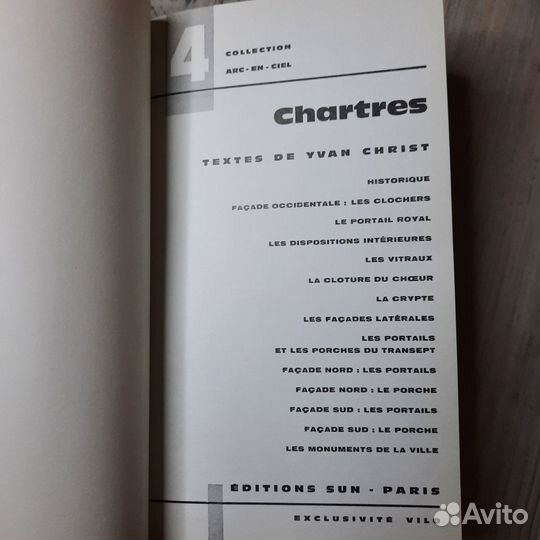 4
COLLECTION
ARC-EN-CIEL
Chartres
TEXTES DE YVAN CHRIST
HISTORIQUE
FAÇADE OCCIDENTALE : LES CLOCHERS
LE PORTAIL ROYAL
LES DISPOSITIONS INTÉRIEURES
LES VITRAUX
LA CLOTURE DU CHŒUR
LA CRYPTE
LES FAÇADES LATÉRALES
LES PORTAILS
ET LES PORCHES DU TRANSEPT
FAÇADE NORD : LES PORTAILS
FAÇADE NORD : LE PORCHE
FAÇADE SUD : LES PORTAILS
FAÇADE SUD : LE PORCHE
LES MONUMENTS DE LA VILLE
ÉDITIONS SUN - PARIS
EXCLUSIVITÉ
Avito